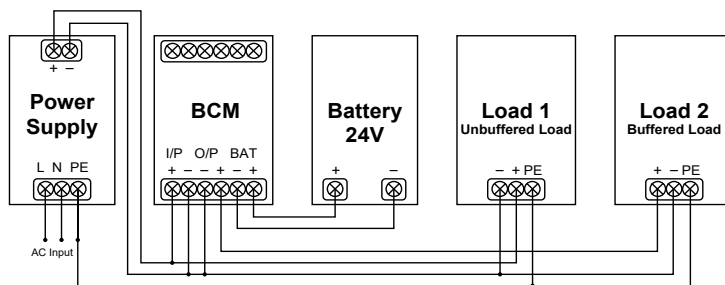 + –
Power
Supply
L N PE
AC Input
BCM
I/P O/P BAT
+ – – + – +
Battery
24V
+ –
Load 1
Unbuffered Load
– + PE
Load 2
Buffered Load
+ – PE